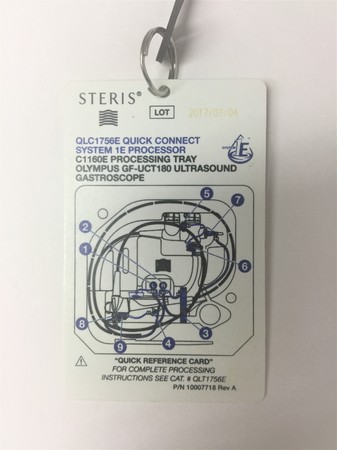 STERIS®
LOT 2017/01/04
QLC1756E QUICK CONNECT
SYSTEM 1E PROCESSOR
C1160E PROCESSING TRAY
OLYMPUS GF-UCT180 ULTRASOUND
GASTROSCOPE
E
5
7
2
1
6
8
3
9
4
"QUICK REFERENCE CARD"
FOR COMPLETE PROCESSING
INSTRUCTIONS SEE CAT. # QLT1756E
P/N 10007718 Rev A